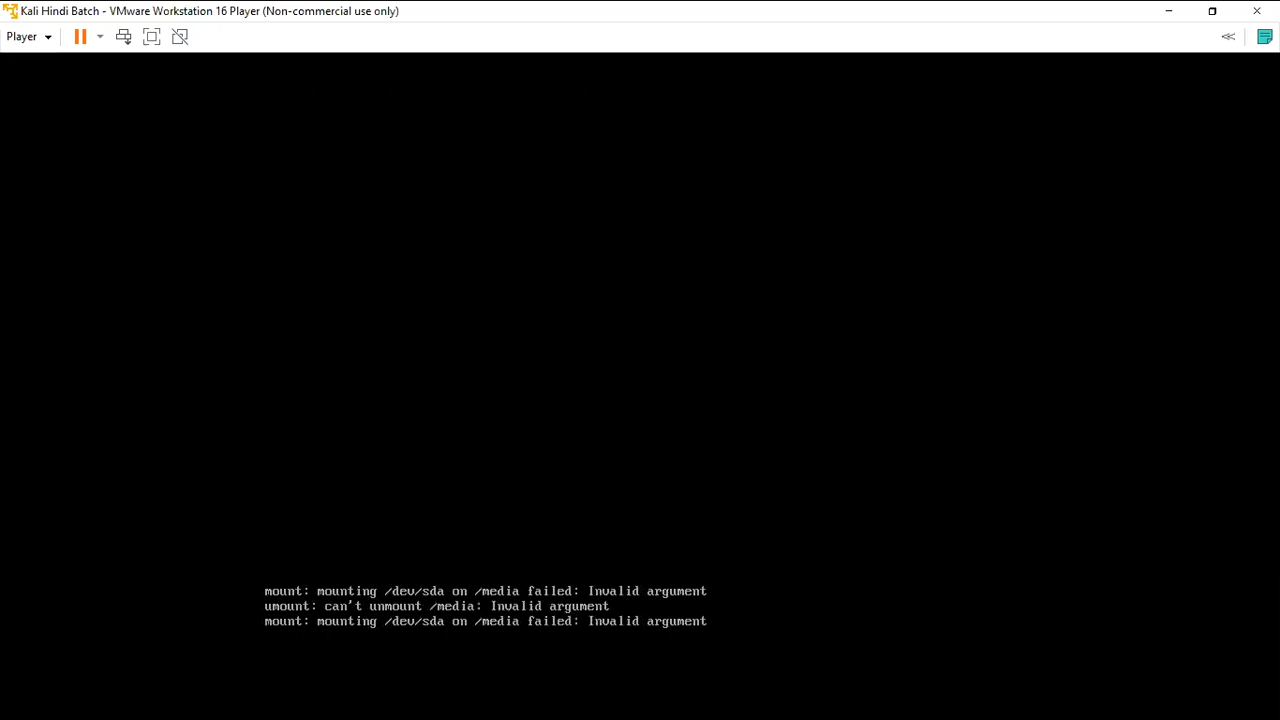 Kali Hindi Batch - VMware Workstation 16 Player (Non-commercial use only)
Player
mount: mounting /dev/sda on /media failed: Invalid argument
umount: can't unmount /media: Invalid argument
mount: mounting /dev/sda on /media failed: Invalid argument